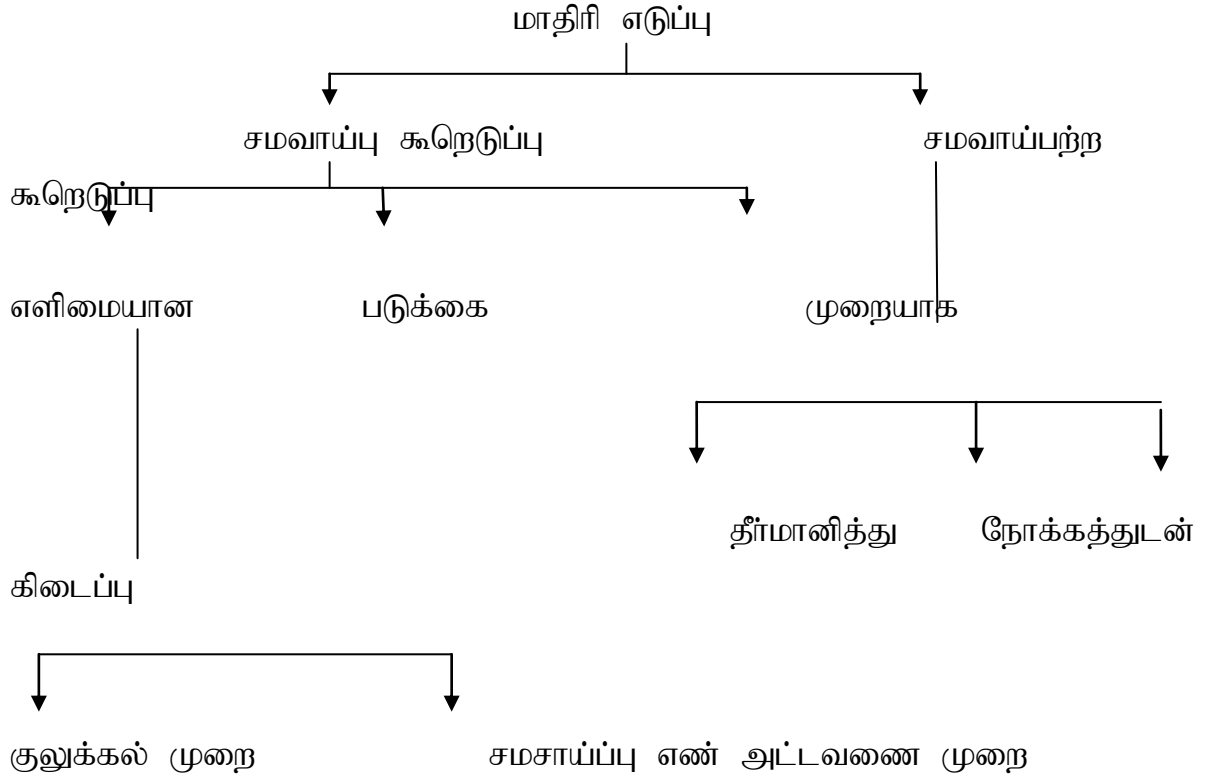 மாதிரி எடுப்பு
சமவாய்பு கூறெடுப்பு சமவாய்பற்ற
கூறெடுப்பு
எளிமையான படுக்கை முறையாக
தீர்மானித்து நோக்கத்துடன்
கிடைப்பு
குலுக்கல் முறை சமசாய்ப்பு எண் அட்டவணை முறை